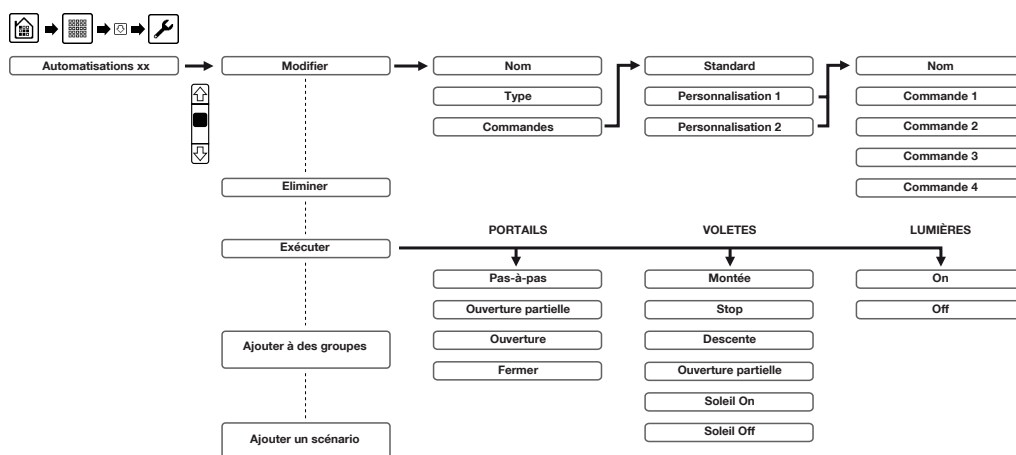 Automatisations xx
Modifier
Nom
Standard
Nom
Type
Personnalisation 1
Commande 1
Commandes
Personnalisation 2
Commande 2
Commande 3
Eliminer
Commande 4
PORTAILS
VOLETES
LUMIÈRES
Exécuter
Pas-à-pas
Montée
On
Ouverture partielle
Stop
Off
Ouverture
Descente
Ajouter à des groupes
Fermer
Ouverture partielle
Soleil On
Soleil Off
Ajouter un scénario